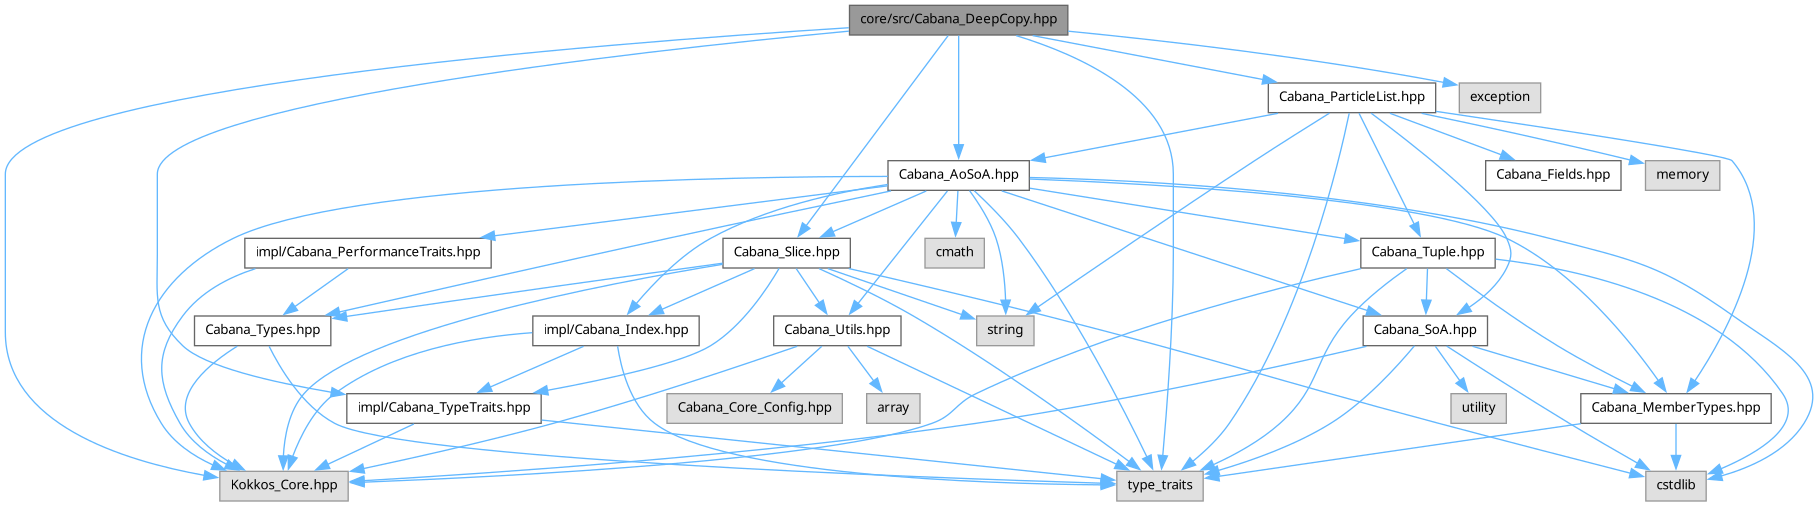 core/src/Cabana_DeepCopy.hpp
Cabana_ParticleList.hpp
exception
Cabana_AoSoA.hpp
Cabana_Fields.hpp
memory
impl/Cabana_PerformanceTraits.hpp
Cabana_Slice.hpp
cmath
Cabana_Tuple.hpp
Cabana_Types.hpp
impl/Cabana_Index.hpp
Cabana_Utils.hpp
string
Cabana_SoA.hpp
impl/Cabana_TypeTraits.hpp
Cabana_Core_Config.hpp
array
utility
Cabana_MemberTypes.hpp
Kokkos_Core.hpp
type_traits
cstdlib